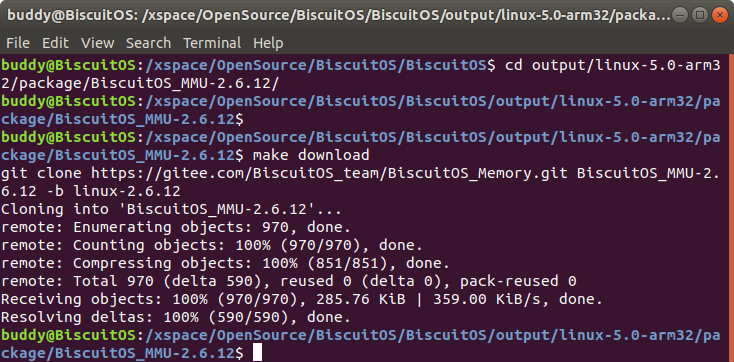 buddy@BiscuitOS: /xspace/OpenSource/BiscuitOS/BiscuitOS/output/linux-5.0-arm32/packa...
File Edit View Search Terminal Help
buddy@BiscuitOS:/xspace/OpenSource/BiscuitOS/BiscuitOS$ cd output/linux-5.0-arm3
2/package/BiscuitOS_MMU-2.6.12/
buddy@BiscuitOS:/xspace/OpenSource/BiscuitOS/BiscuitOS/output/linux-5.0-arm32/pa
ckage/BiscuitOS_MMU-2.6.12$
buddy@BiscuitOS:/xspace/OpenSource/BiscuitOS/BiscuitOS/output/linux-5.0-arm32/pa
ckage/BiscuitOS_MMU-2.6.12$ make download
git clone https://gitee.com/BiscuitOS_team/BiscuitOS_Memory.git BiscuitOS_MMU-2.
6.12 -b linux-2.6.12
Cloning into 'BiscuitOS_MMU-2.6.12'...
remote: Enumerating objects: 970, done.
remote: Counting objects: 100% (970/970), done.
remote: Compressing objects: 100% (851/851), done.
remote: Total 970 (delta 590), reused 0 (delta 0), pack-reused 0
Receiving objects: 100% (970/970), 285.76 KiB | 359.00 KiB/s, done.
Resolving deltas: 100% (590/590), done.
buddy@BiscuitOS:/xspace/OpenSource/BiscuitOS/BiscuitOS/output/linux-5.0-arm32/pa
ckage/BiscuitOS_MMU-2.6.12$